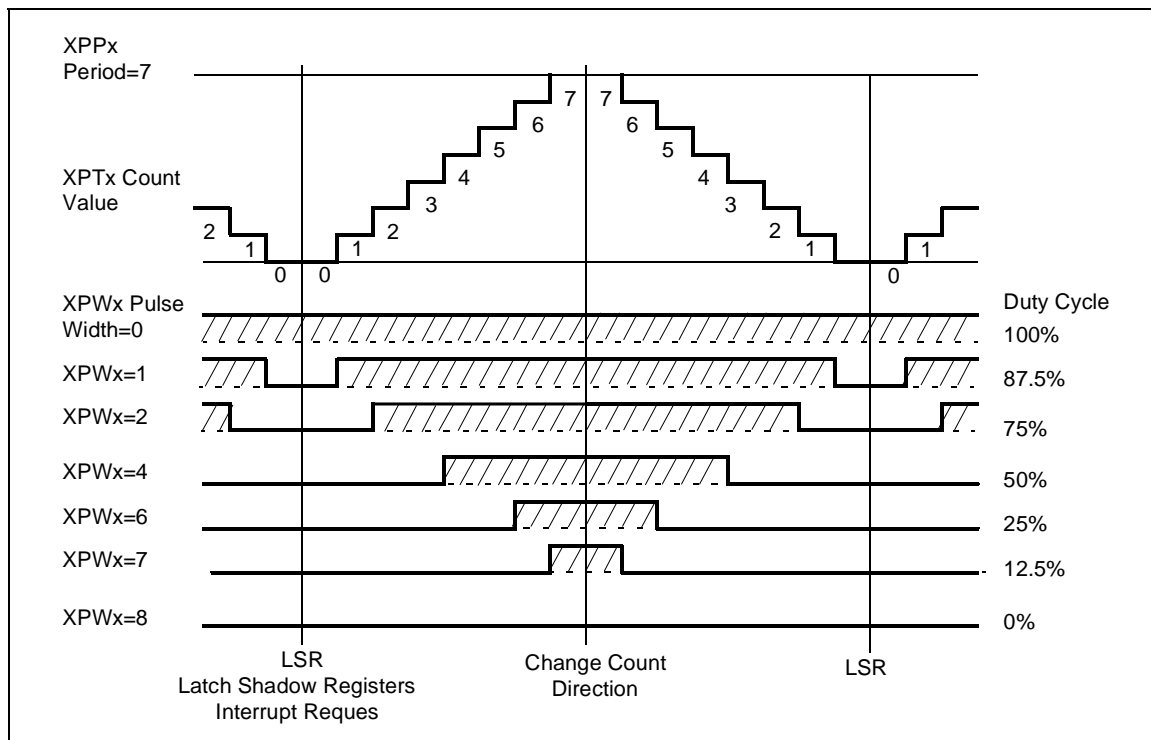 XPPx
Period=7
7 7
6 6
5 5
4 4
XPTx Count
Value
3 3
2 2 2
1 1 1 1
0 0 0
XPWx Pulse
Width=0
Duty Cycle
100%
XPWx=1
87.5%
XPWx=2
75%
XPWx=4
50%
XPWx=6
25%
XPWx=7
12.5%
XPWx=8
0%
LSR
Latch Shadow Registers
Interrupt Reques
Change Count
Direction
LSR